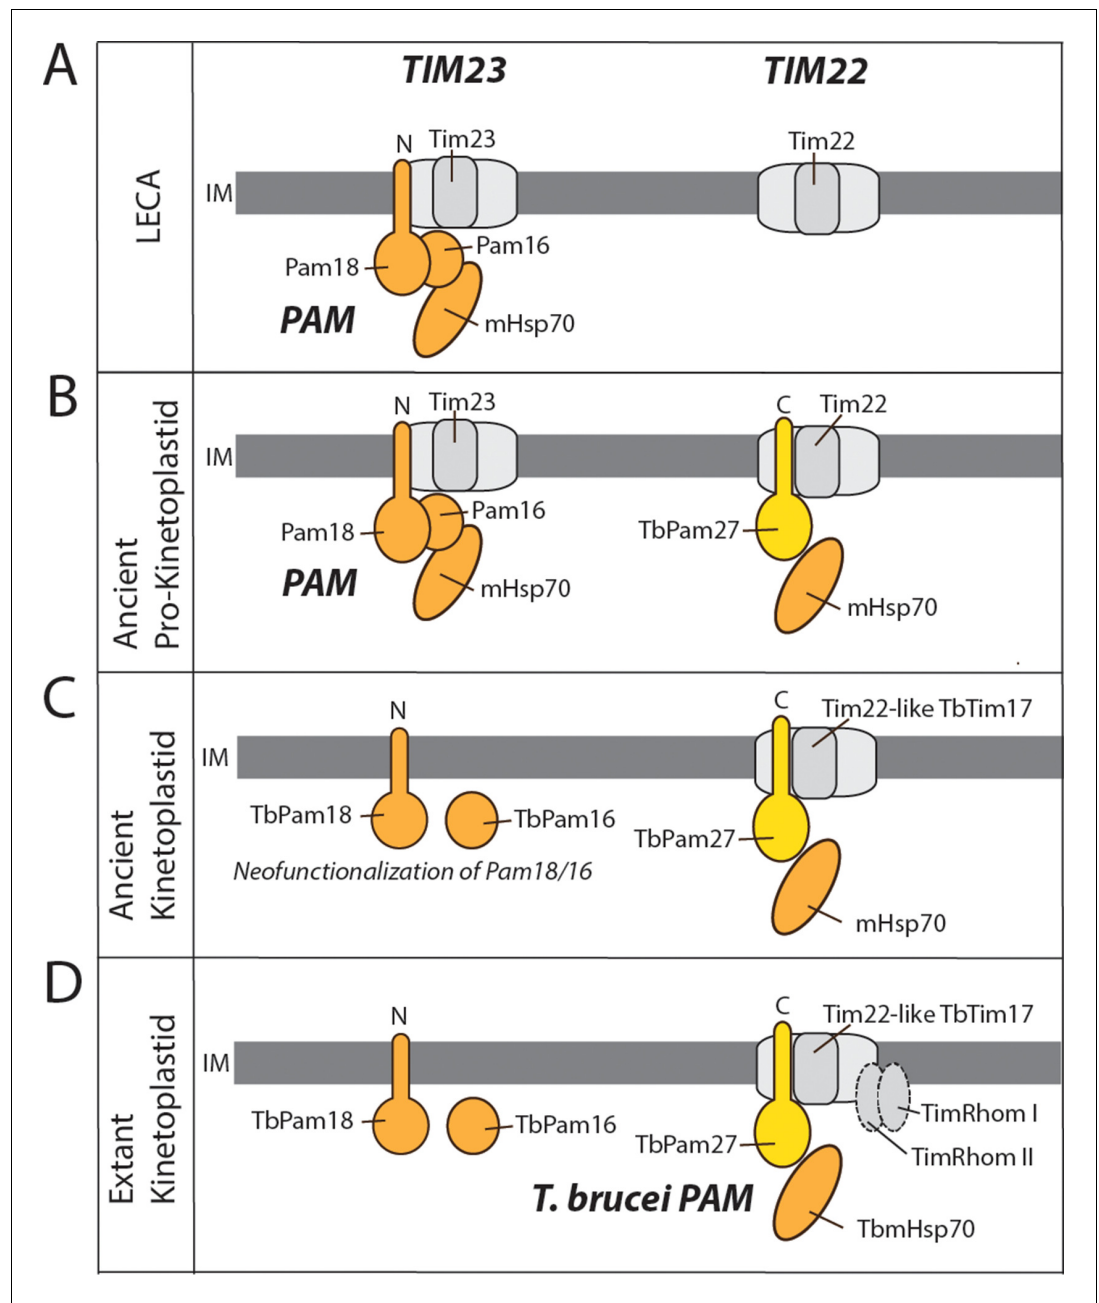 A
TIM23
TIM22
LECA
IM
N
Tim23
Tim22
Pam16
Pam18
PAM
mHsp70
B
Ancient
Pro-Kinetoplastid
IM
N
Tim23
C
Tim22
Pam16
Pam18
TbPam27
PAM
mHsp70
mHsp70
C
Ancient
Kinetoplastid
IM
N
C
Tim22-like TbTim17
TbPam18
TbPam16
TbPam27
Neofunctionalization of Pam18/16
mHsp70
D
Extant
Kinetoplastid
IM
N
C
Tim22-like TbTim17
TbPam18
TbPam16
TimRhom I
TbPam27
TimRhom II
T. brucei PAM
TbmHsp70